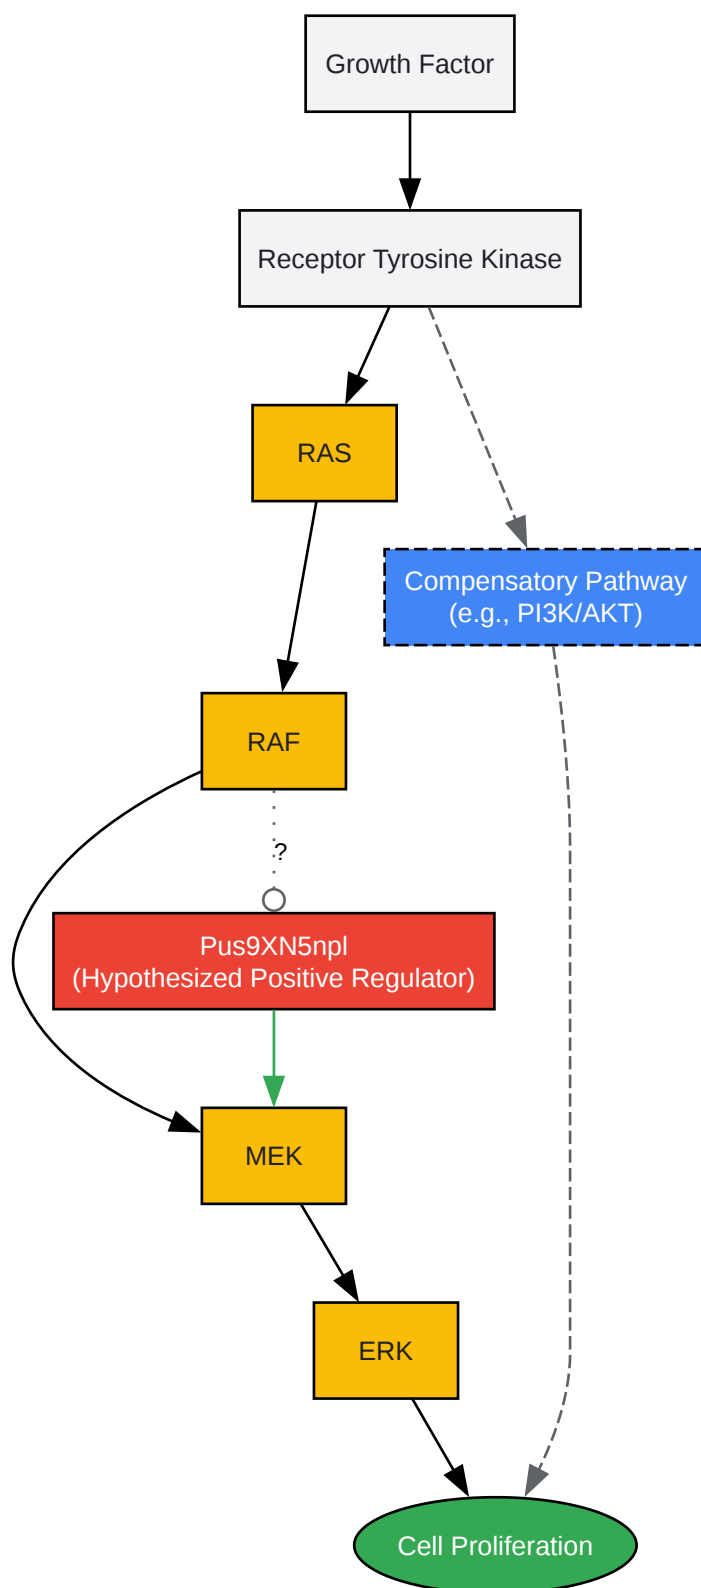 Growth Factor
Receptor Tyrosine Kinase
RAS
Compensatory Pathway
(e.g., PI3K/AKT)
RAF
?
Pus9XN5npl
(Hypothesized Positive Regulator)
MEK
ERK
Cell Proliferation